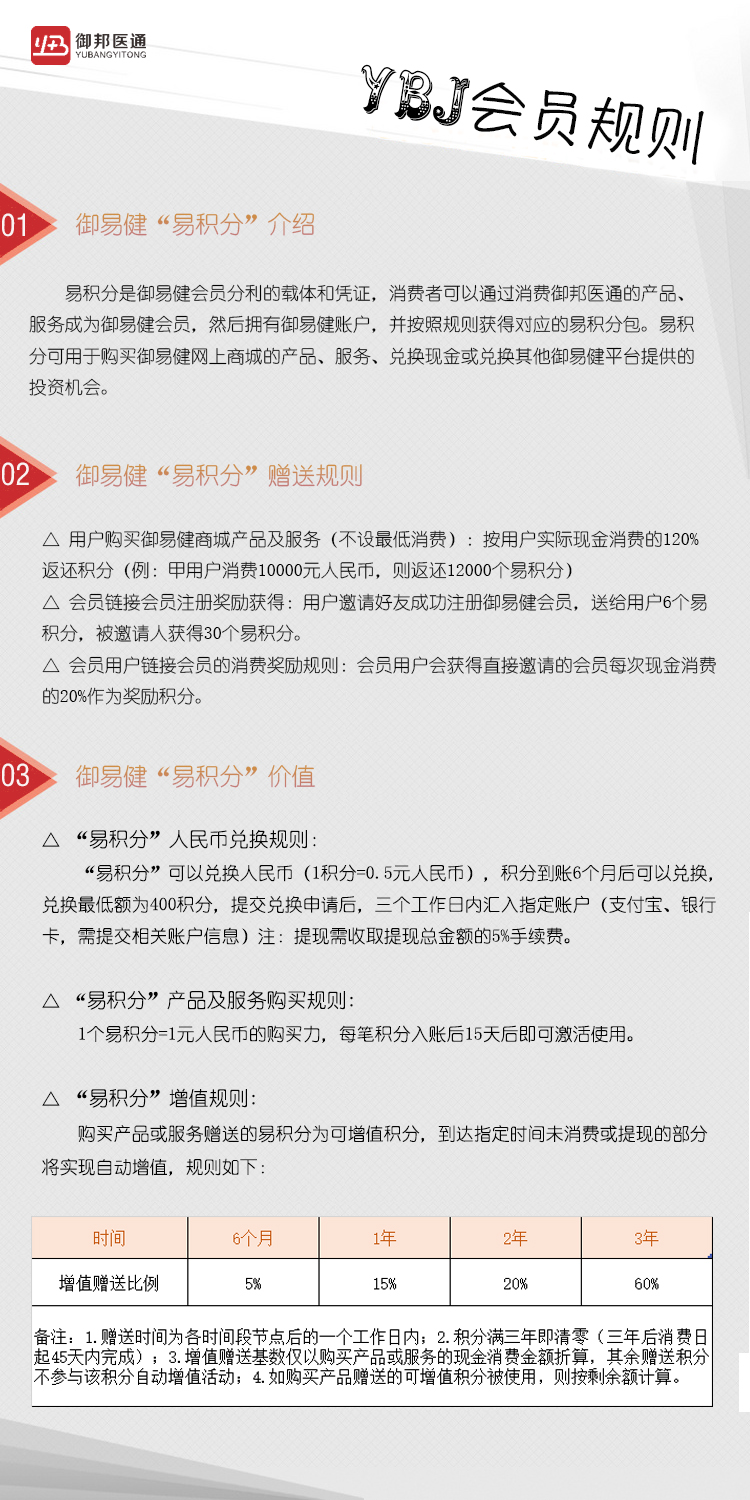 御邦医通
YUBANGYITONG
YBJ会员规则
01
御易健“易积分”介绍
易积分是御易健会员分利的载体和凭证，消费者可以通过消费御邦医通的产品、
服务成为御易健会员，然后拥有御易健账户，并按照规则获得对应的易积分包。易积
分可用于购买御易健网上商城的产品、服务、兑换现金或兑换其他御易健平台提供的
投资机会。
02
御易健“易积分”赠送规则
△ 用户购买御易健商城产品及服务（不设最低消费）：按用户实际现金消费的120%
返还积分（例：甲用户消费10000元人民币，则返还12000个易积分）
△ 会员链接会员注册奖励获得：用户邀请好友成功注册御易健会员，送给用户6个易
积分，被邀请人获得30个易积分。
△ 会员用户链接会员的消费奖励规则：会员用户会获得直接邀请的会员每次现金消费
的20%作为奖励积分。
03
御易健“易积分”价值
△ “易积分”人民币兑换规则：
“易积分”可以兑换人民币（1积分=0.5元人民币），积分到账6个月后可以兑换，
兑换最低额为400积分，提交兑换申请后，三个工作日内汇入指定账户（支付宝、银行
卡，需提交相关账户信息）注：提现需收取提现总金额的5%手续费。
△ “易积分”产品及服务购买规则：
1个易积分=1元人民币的购买力，每笔积分入账后15天后即可激活使用。
△ “易积分”增值规则：
购买产品或服务赠送的易积分为可增值积分，到达指定时间未消费或提现的部分
将实现自动增值，规则如下：
时间 6个月 1年 2年 3年
增值赠送比例 5% 15% 20% 60%
备注：1.赠送时间为各时间段节点后的一个工作日内；2.积分满三年即清零（三年后消费日
起45天内完成）；3.增值赠送基数仅以购买产品或服务的现金消费金额折算，其余赠送积分
不参与该积分自动增值活动；4.如购买产品赠送的可增值积分被使用，则按剩余额计算。